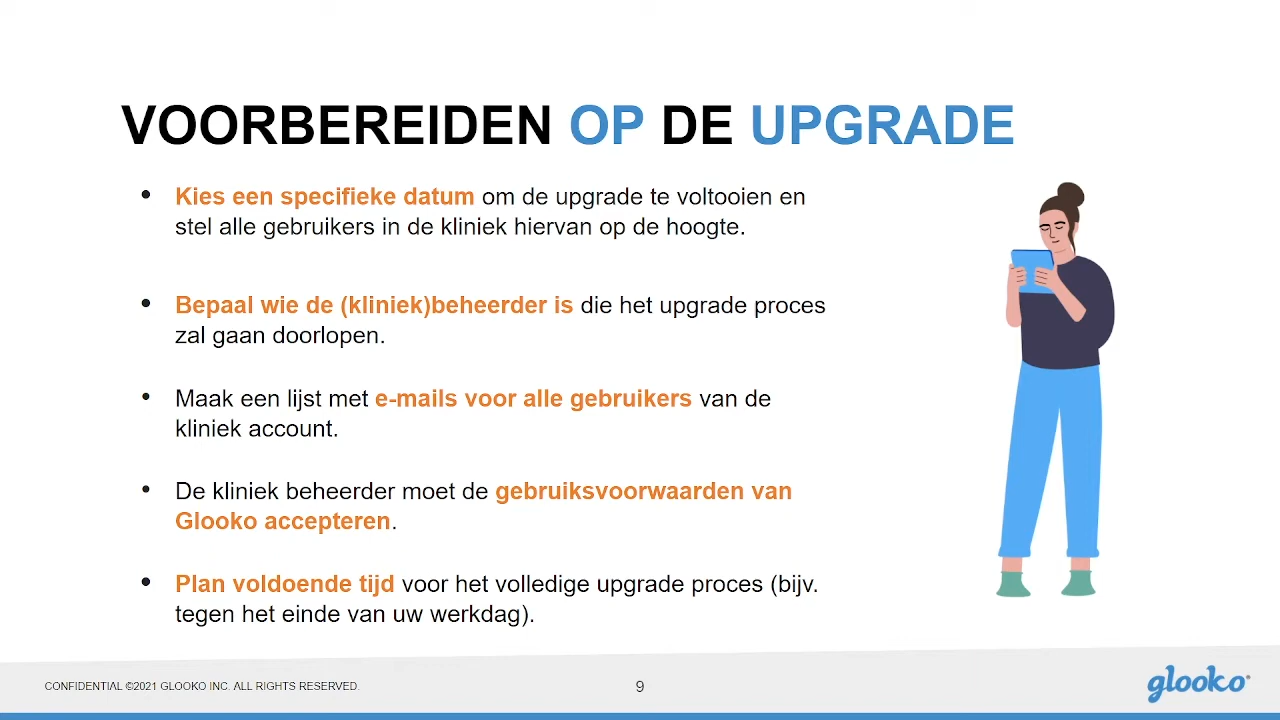 VOORBEREIDEN OP DE UPGRADE
• Kies een specifieke datum om de upgrade te voltooien en
stel alle gebruikers in de kliniek hiervan op de hoogte.
• Bepaal wie de (kliniek)beheerder is die het upgrade proces
zal gaan doorlopen.
• Maak een lijst met e-mails voor alle gebruikers van de
kliniek account.
• De kliniek beheerder moet de gebruiksvoorwaarden van
Glooko accepteren.
• Plan voldoende tijd voor het volledige upgrade proces (bijv.
tegen het einde van uw werkdag).
CONFIDENTIAL ©2021 GLOOKO INC. ALL RIGHTS RESERVED.
9
glooko®